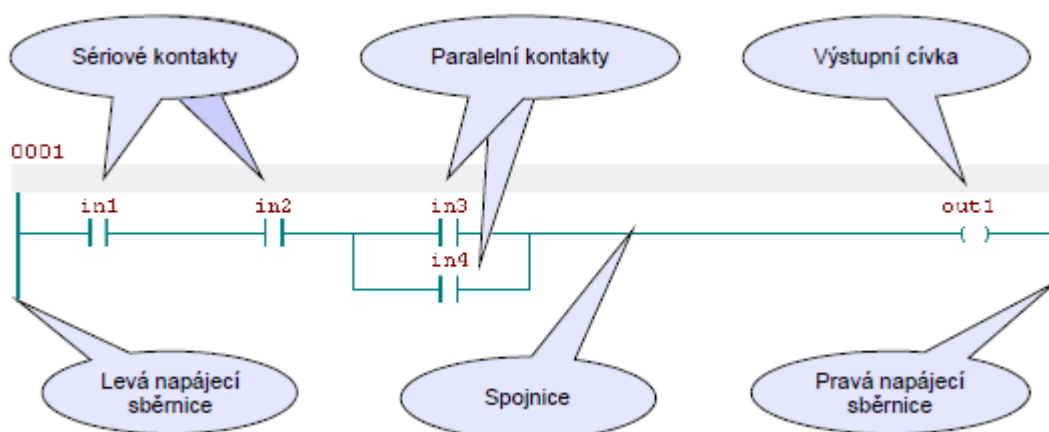 Sériové kontakty
Paralelní kontakty
Výstupní cívka
0001
in1
in2
in3
out1
in4
Levá napájecí
sběrnice
Spojnice
Pravá napájecí
sběrnice